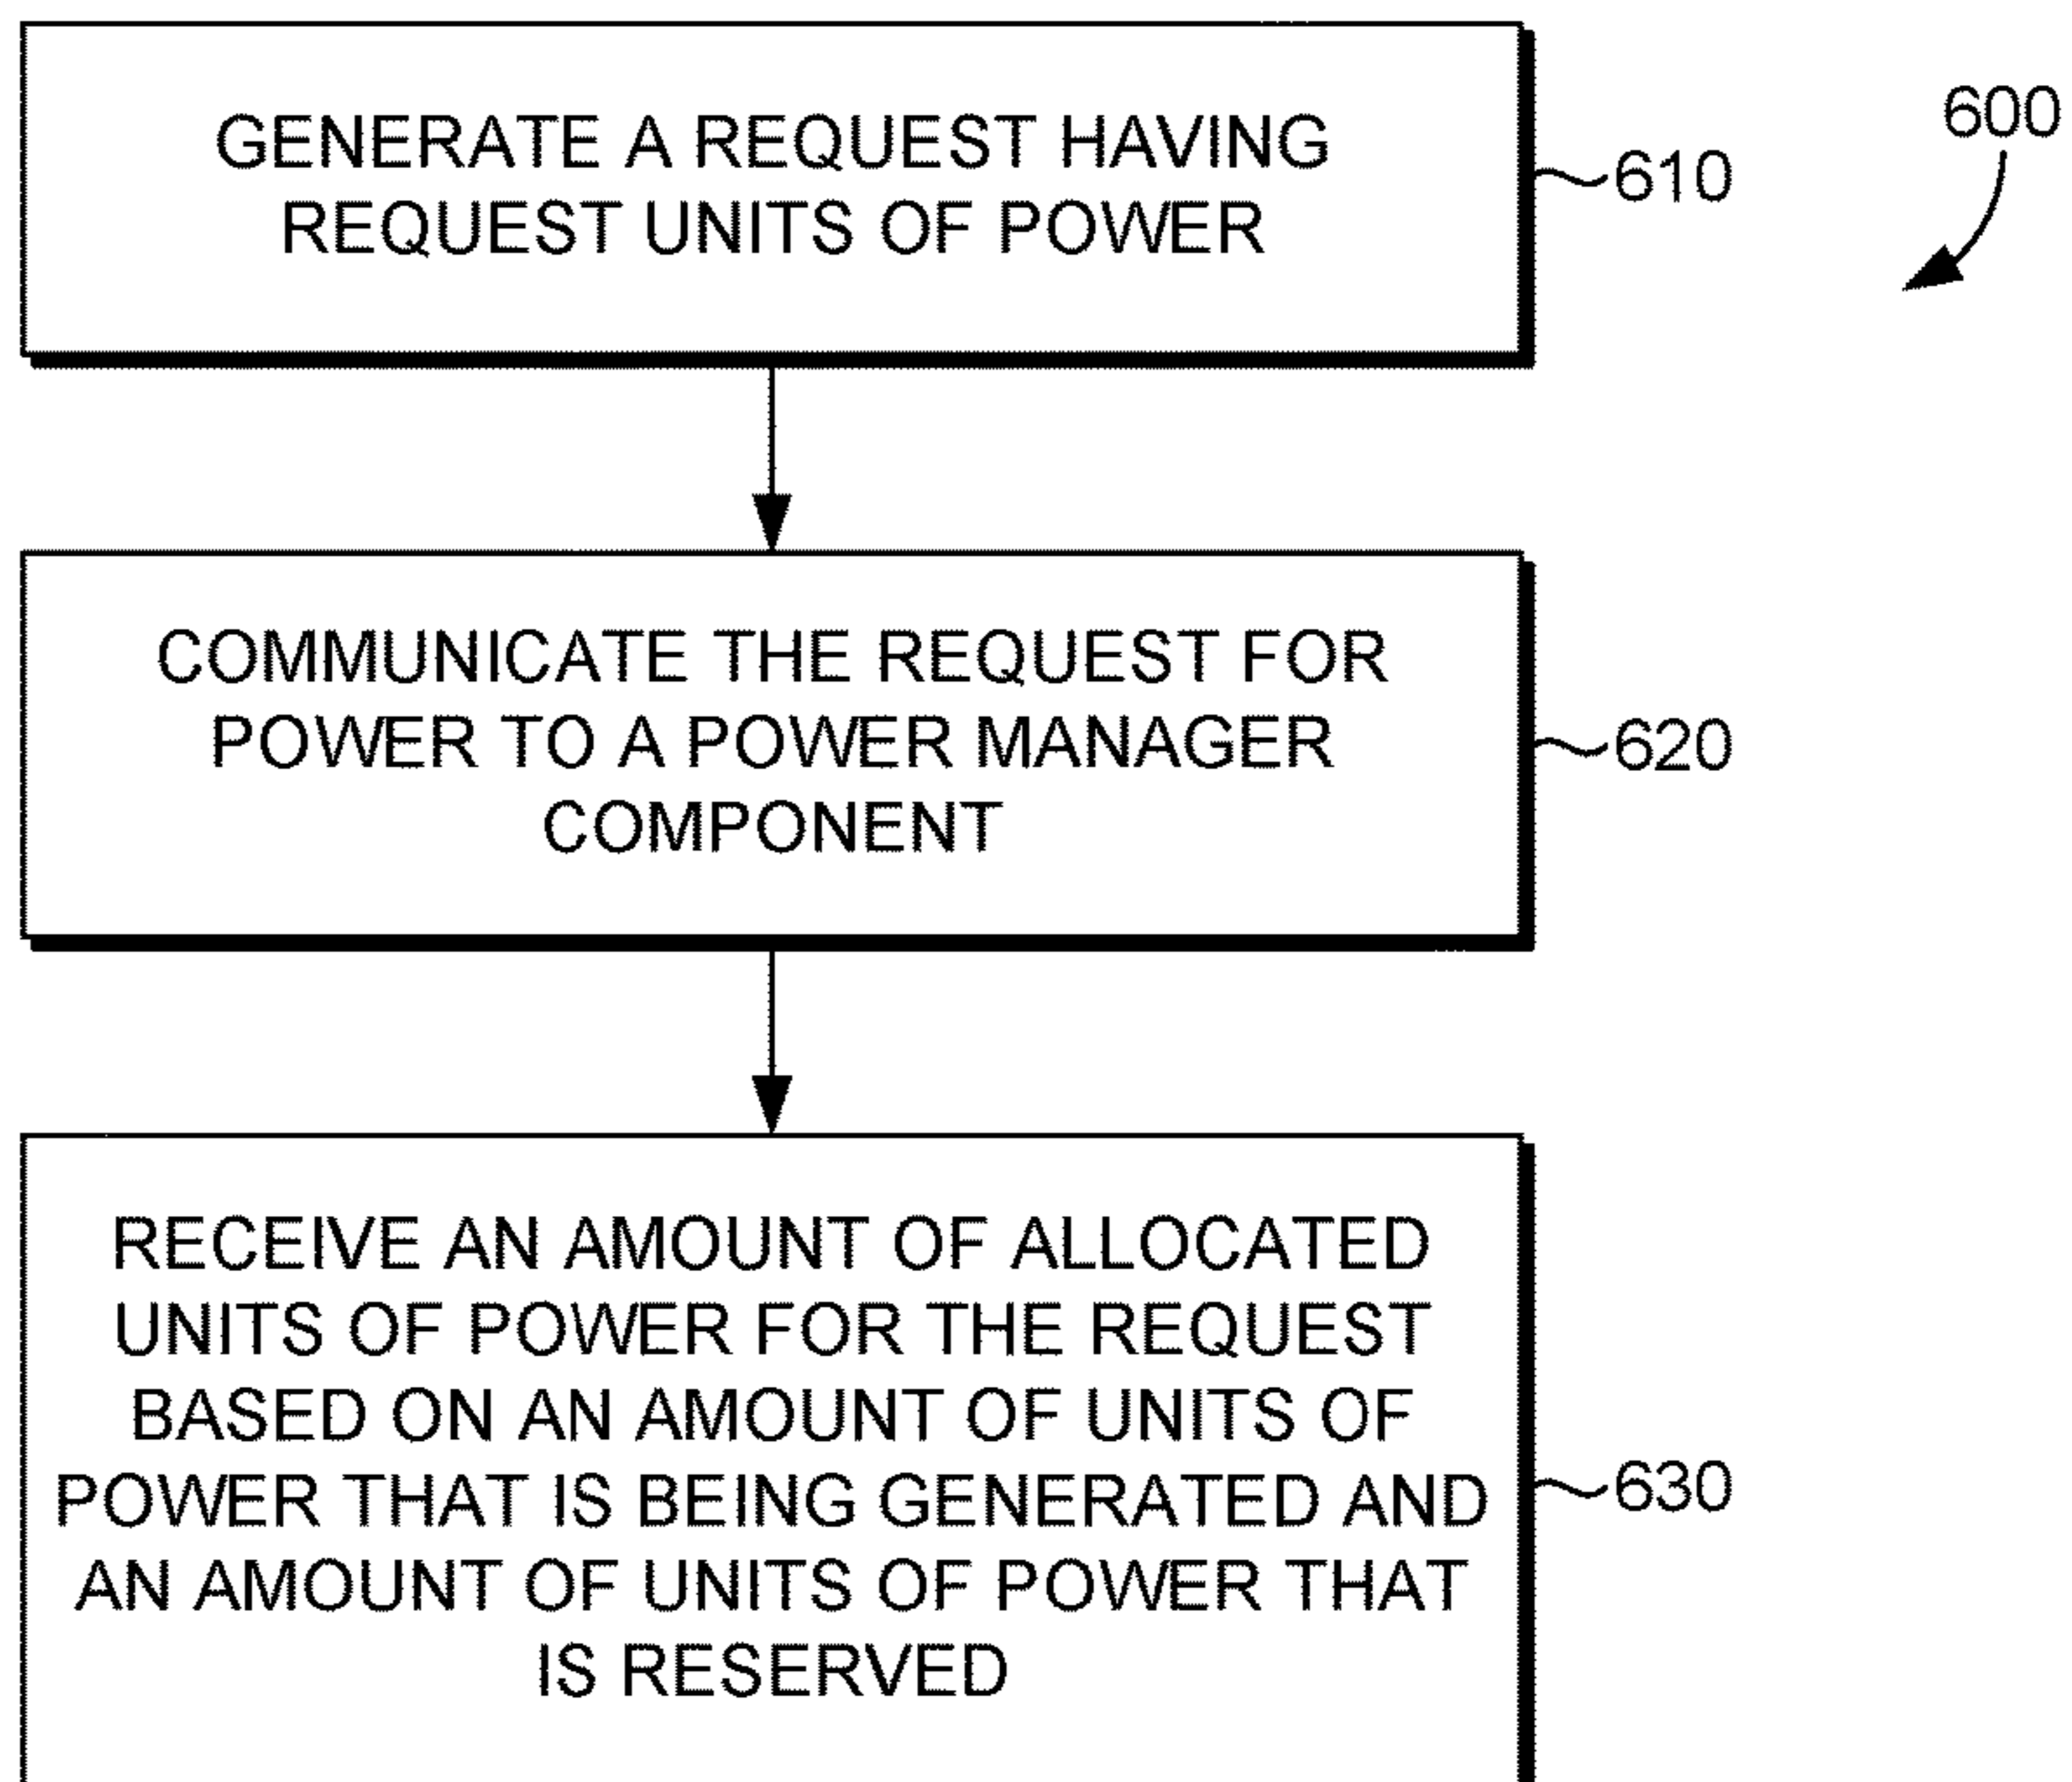 GENERATE A REQUEST HAVING
REQUEST UNITS OF POWER
610
600
COMMUNICATE THE REQUEST FOR
POWER TO A POWER MANAGER
COMPONENT
620
RECEIVE AN AMOUNT OF ALLOCATED
UNITS OF POWER FOR THE REQUEST
BASED ON AN AMOUNT OF UNITS OF
POWER THAT IS BEING GENERATED AND
AN AMOUNT OF UNITS OF POWER THAT
IS RESERVED
630